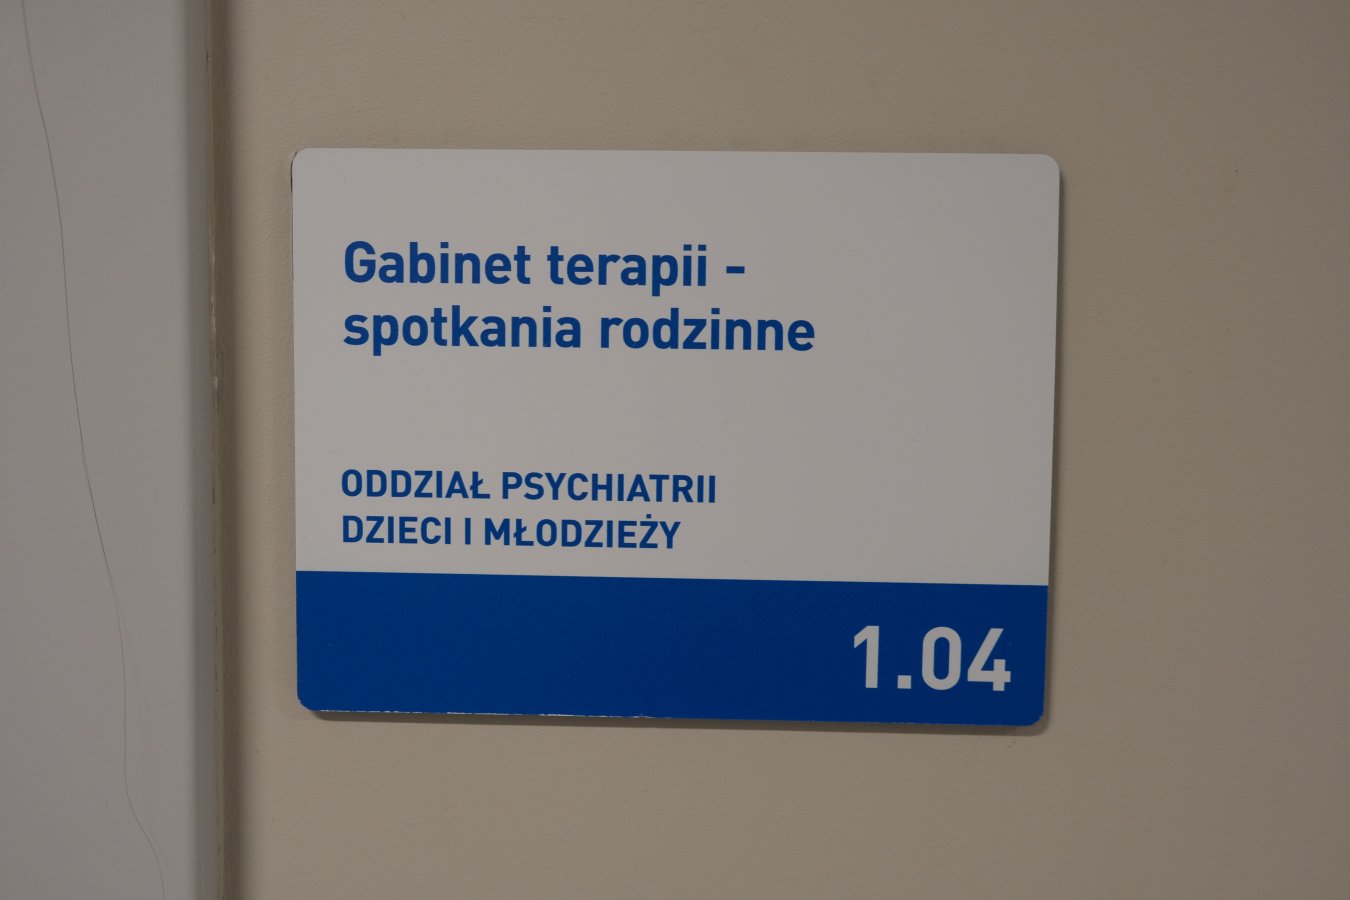 Gabinet terapii -
spotkania rodzinne
ODDZIAŁ PSYCHIATRII
DZIECI I MŁODZIEŻY
1.04